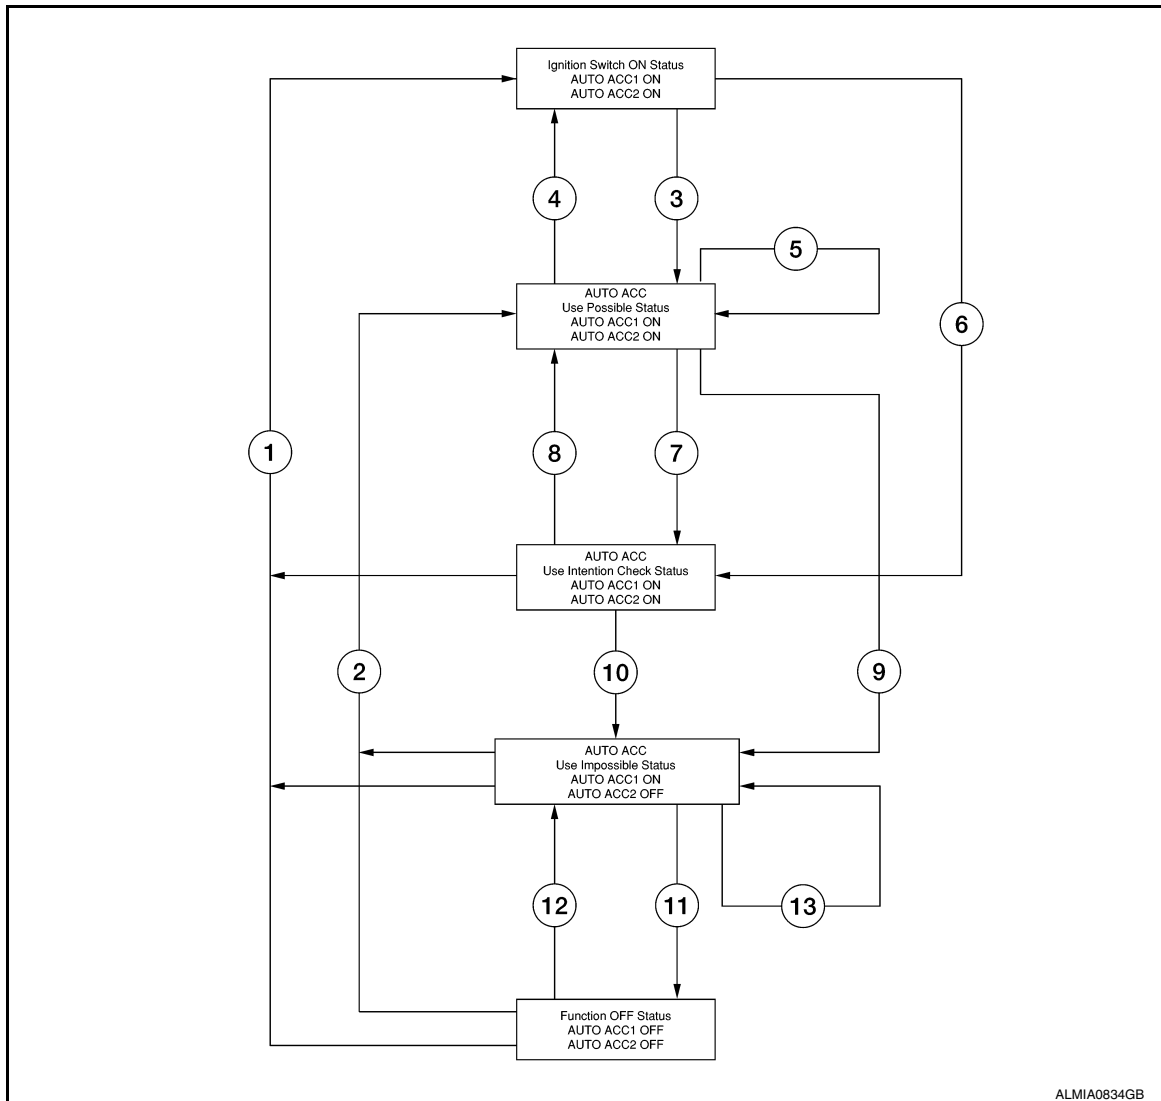 Ignition Switch ON Status
AUTO ACC1 ON
AUTO ACC2 ON
4
3
5
AUTO ACC
Use Possible Status
AUTO ACC1 ON
AUTO ACC2 ON
6
1
8
7
AUTO ACC
Use Intention Check Status
AUTO ACC1 ON
AUTO ACC2 ON
2
10
9
AUTO ACC
Use Impossible Status
AUTO ACC1 ON
AUTO ACC2 OFF
12
11
13
Function OFF Status
AUTO ACC1 OFF
AUTO ACC2 OFF
ALMIA0834GB